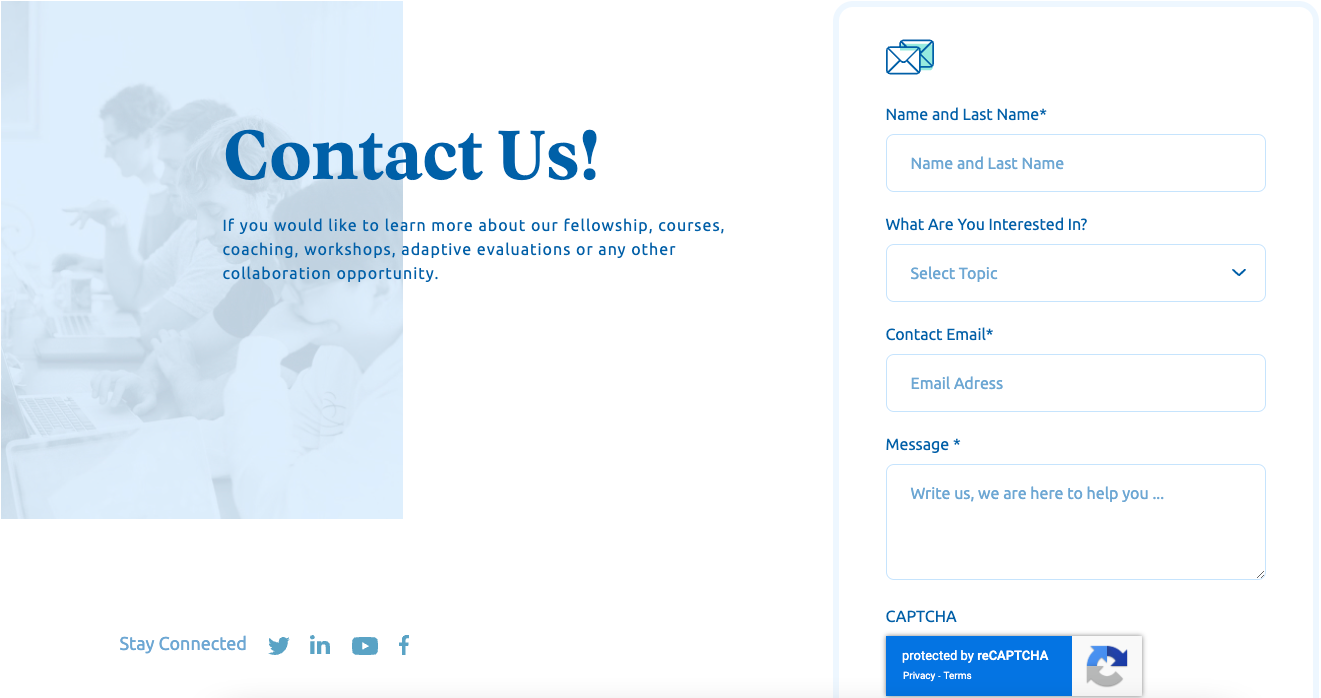 Contact Us!
If you would like to learn more about our fellowship, courses,
coaching, workshops, adaptive evaluations or any other
collaboration opportunity.
Stay Connected
Name and Last Name*
Name and Last Name
What Are You Interested In?
Select Topic
Contact Email*
Email Adress
Message *
Write us, we are here to help you ...
CAPTCHA
protected by reCAPTCHA
Privacy - Terms